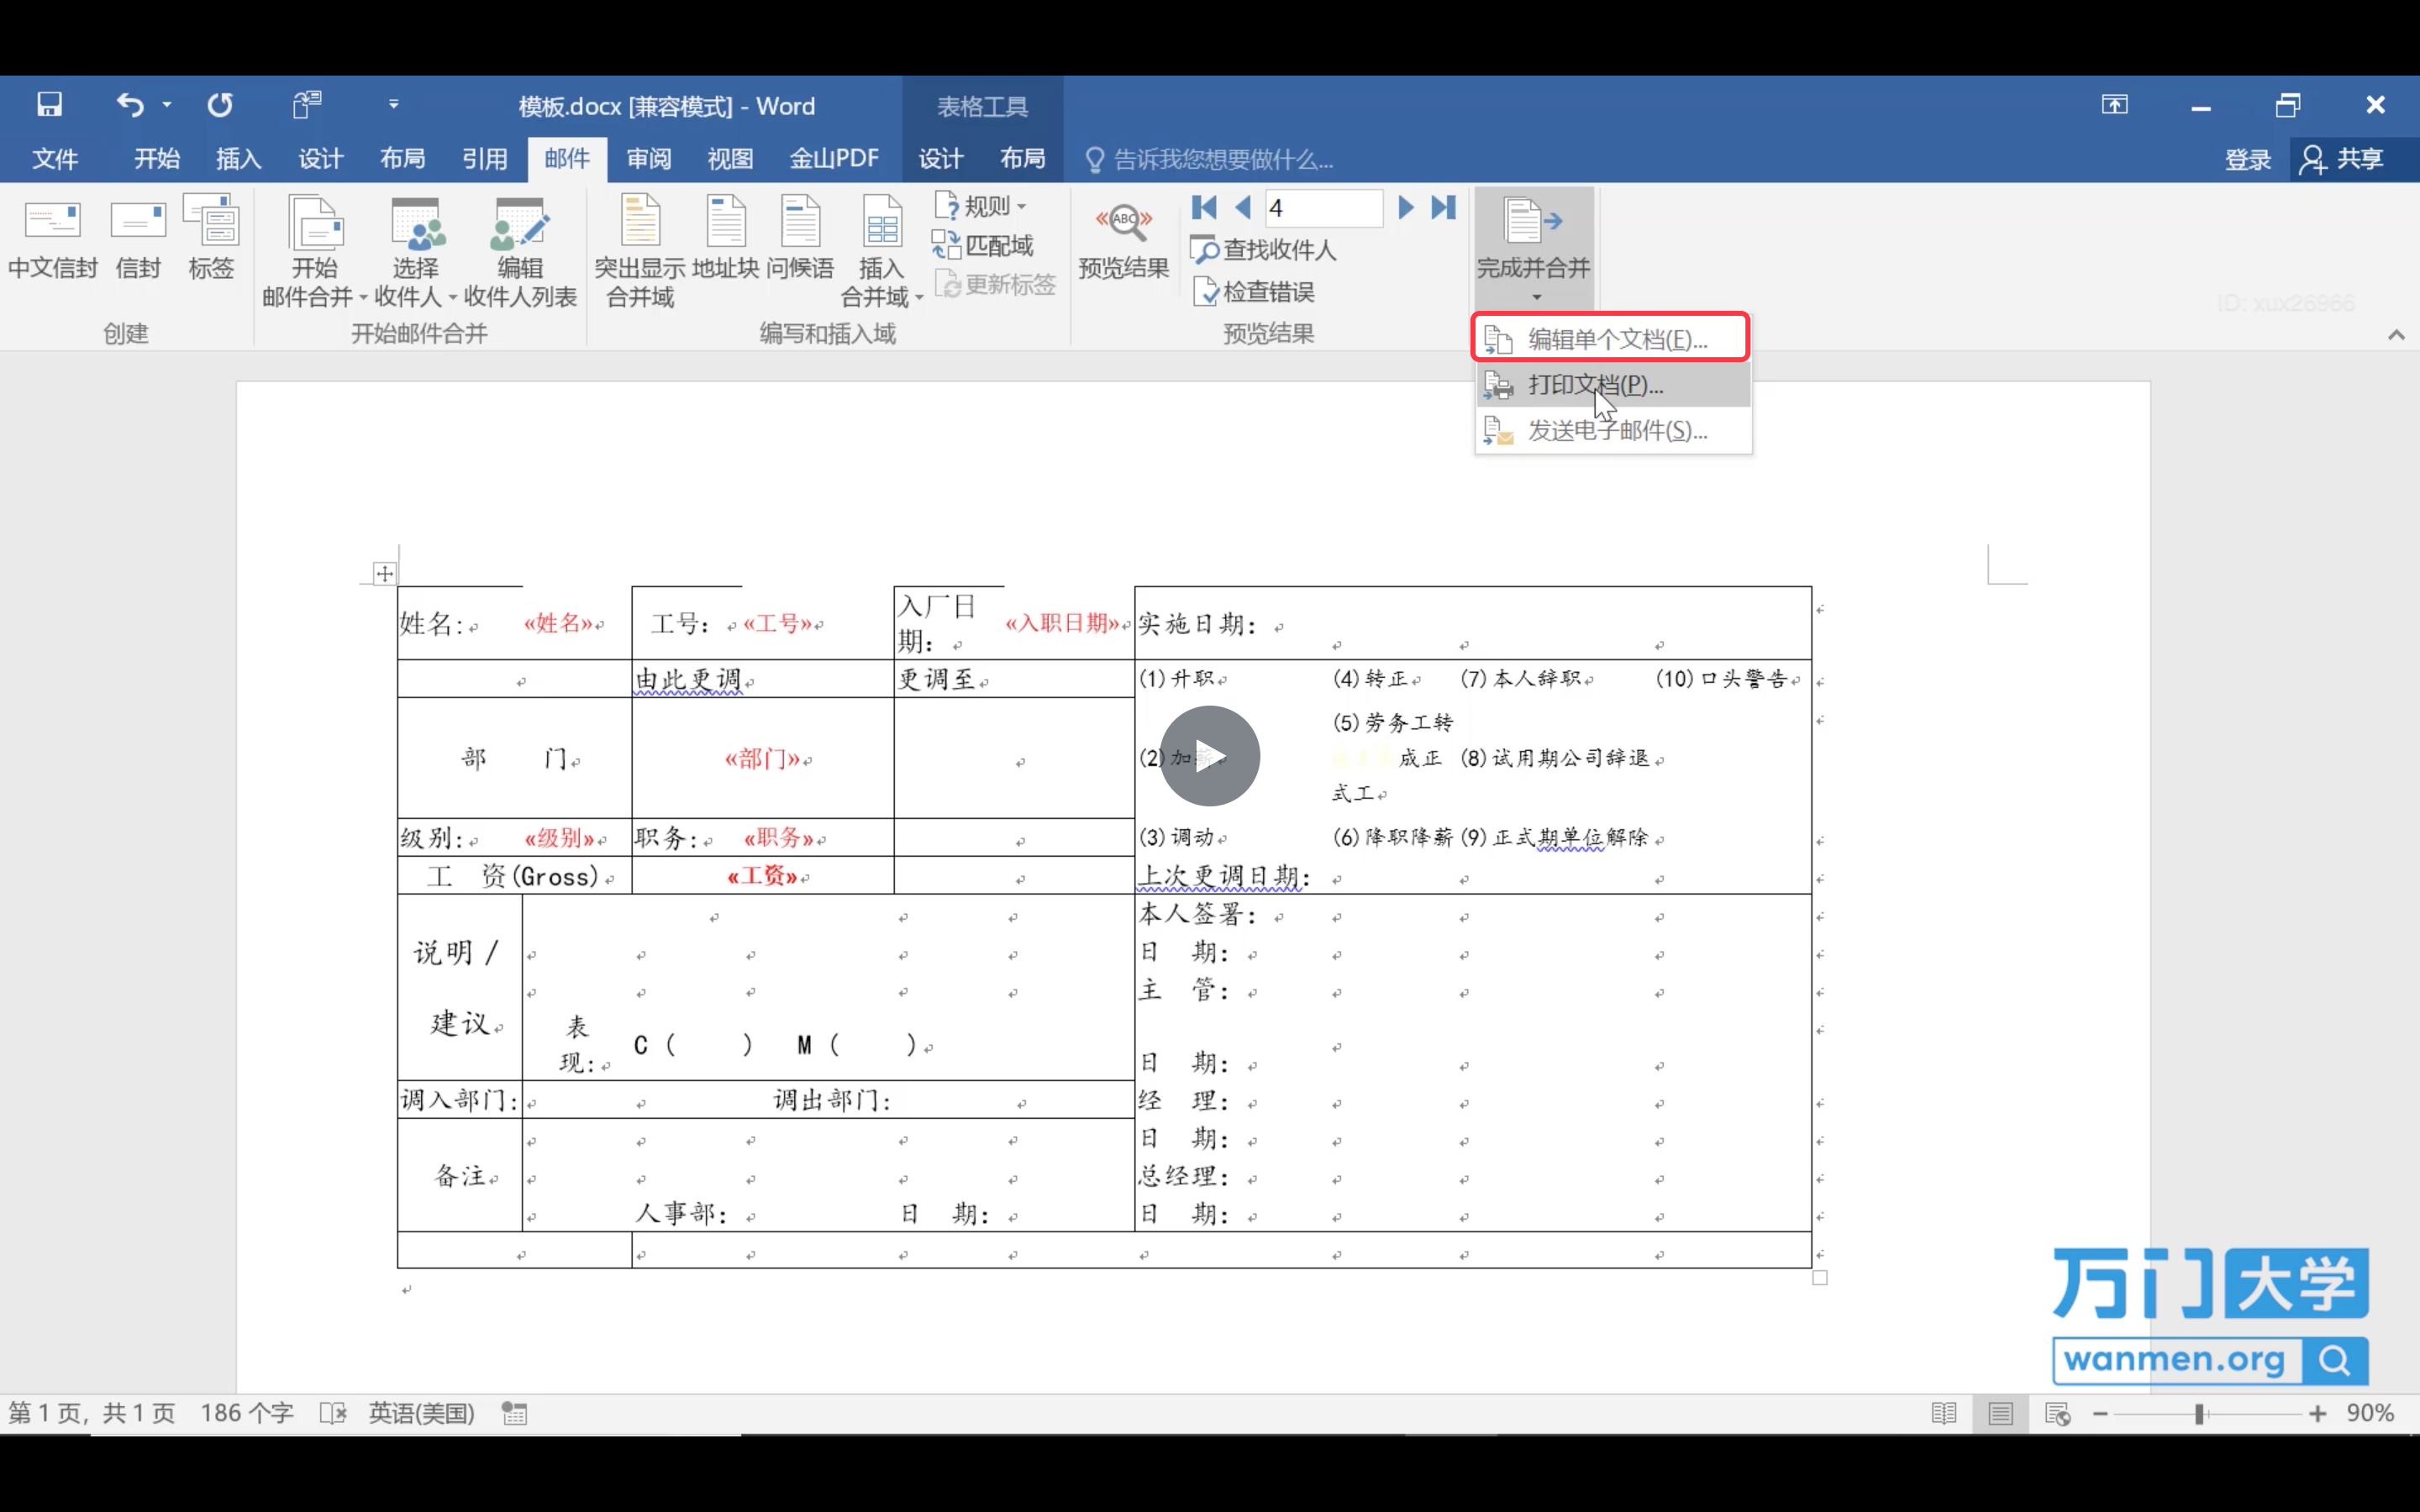 模板.docx [兼容模式] - Word
表格工具
文件 开始 插入 设计 布局 引用 邮件 审阅 视图 金山PDF 设计 布局 告诉我您想要做什么... 登录 共享
中文信封 信封 标签 开始 选择 编辑 突出显示 地址块 问候语 插入 规则 预览结果 4 完成并合并
邮件合并 收件人 收件人列表 合并域 合并域 匹配域 查找收件人
更新标签 检查错误
创建 开始邮件合并 编写和插入域 预览结果
ID: xux26966
编辑单个文档(E)...
打印文档(P)...
发送电子邮件(S)...
姓名: «姓名» 工号: «工号» 入厂日期: «入职日期» 实施日期:
由此更调 更调至 (1)升职 (4)转正 (7)本人辞职 (10)口头警告
部 门 «部门» (2)加薪 (5)劳务工转成正式工 (8)试用期公司辞退
级别: «级别» 职务: «职务» (3)调动 (6)降职降薪 (9)正式期单位解除
工 资(Gross) «工资» 上次更调日期:
说明/ 本人签署:
日 期:
主 管:
建议 表现: C ( ) M ( ) 日 期:
调入部门: 调出部门: 经 理:
日 期:
备注 总经理:
人事部: 日 期: 日 期:
万门大学
wanmen.org
第1页，共1页 186个字 英语(美国) 90%